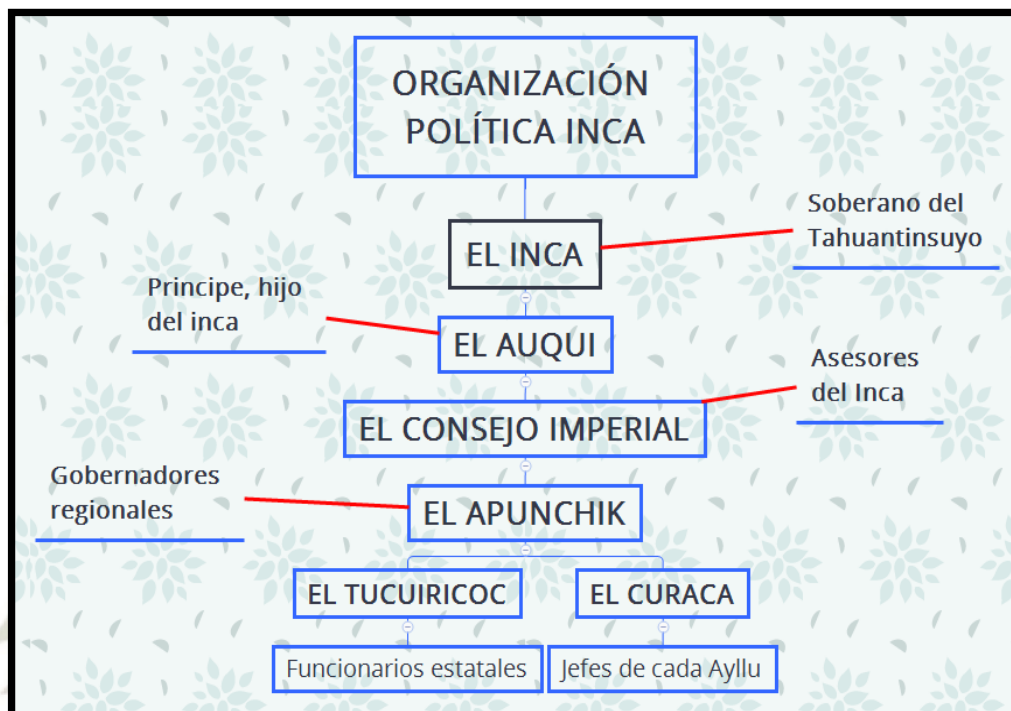 ORGANIZACIÓN
POLÍTICA INCA
Soberano del
Tahuantinsuyo
EL INCA
Principe, hijo
del inca
EL AUQUI
Asesores
del Inca
EL CONSEJO IMPERIAL
Gobernadores
regionales
EL APUNCHIK
EL TUCUIRICOC
EL CURACA
Funcionarios estatales
Jefes de cada Ayllu